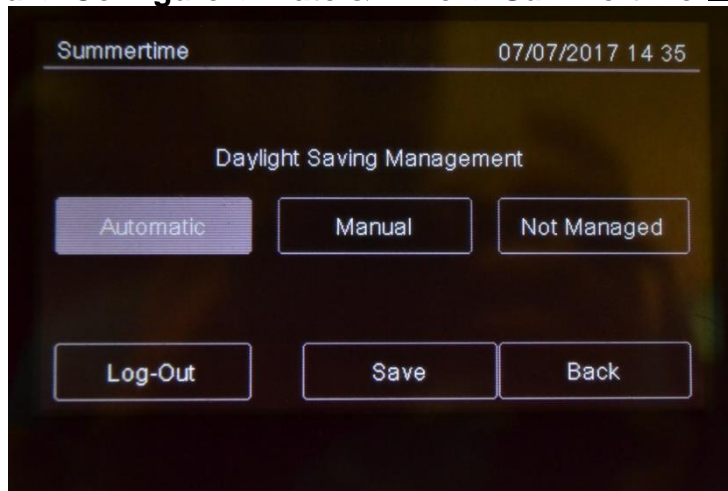 Summertime 07/07/2017 14 35
Daylight Saving Management
Automatic Manual Not Managed
Log-Out Save Back